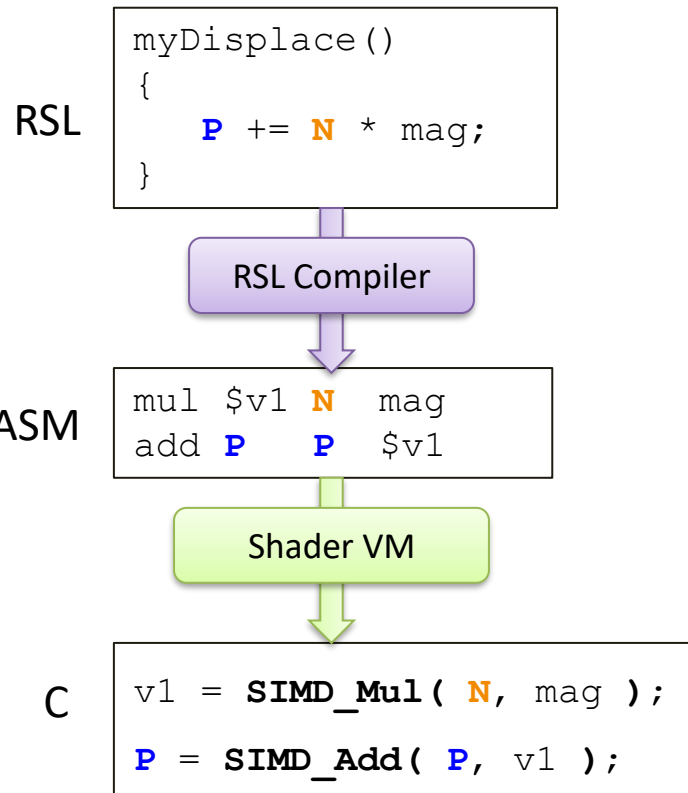 RSL
myDisplace()
{
P += N * mag;
}
RSL Compiler
ASM
mul $v1 N mag
add P P $v1
Shader VM
C
v1 = SIMD_Mul( N, mag );
P = SIMD_Add( P, v1 );